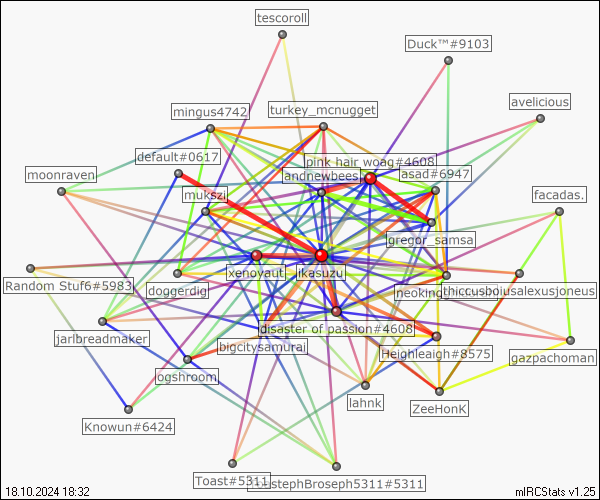 tescoroll
Duck™#9103
avelicious
mingus4742
turkey_mcnugget
default#0617
pink hair woag#4608
moonraven
andnewbees
asad#6947
mukszi
facadas.
gregor_samsa
xenoyaut
ikasuzu
Random Stuf6#5983
doggerdig
thiccusboiusalexusjoneus
disaster of passion#4608
jarlbreadmaker
bigcitysamurai
Heighleaigh#8575
gazpachoman
ogshroom
lahnk
ZeeHonK
Knowun#6424
Toast#5311
stephBroseph5311#5311
18.10.2024 18:32
mIRCStats v1.25